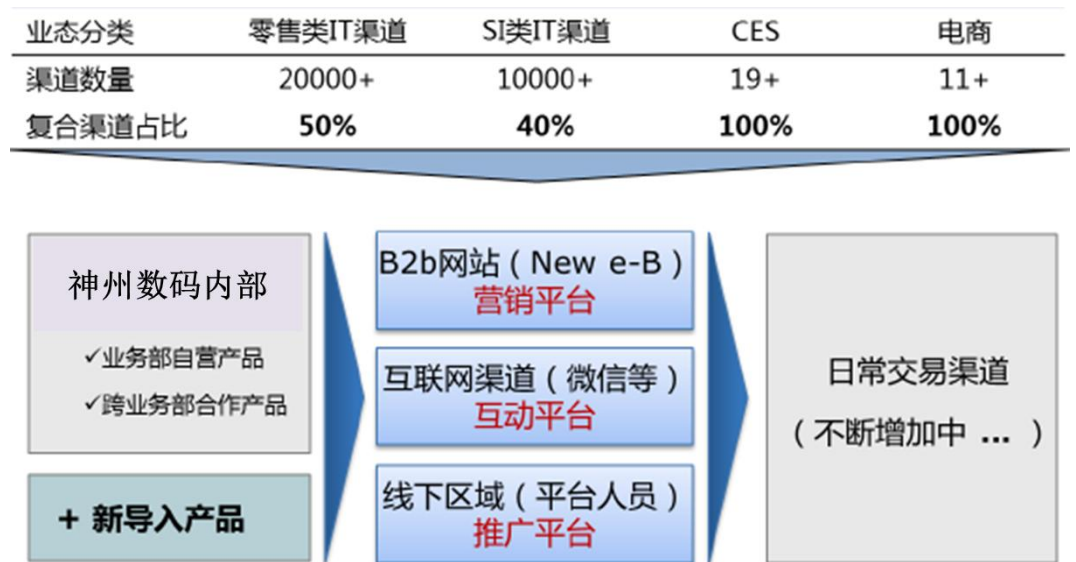 业态分类 零售类IT渠道 SI类IT渠道 CES 电商
渠道数量 20000+ 10000+ 19+ 11+
复合渠道占比 50% 40% 100% 100%
神州数码内部
✓业务部自营产品
✓跨业务部合作产品
+ 新导入产品
B2b网站（New e-B）
营销平台
互联网渠道（微信等）
互动平台
线下区域（平台人员）
推广平台
日常交易渠道
（不断增加中 ... ）